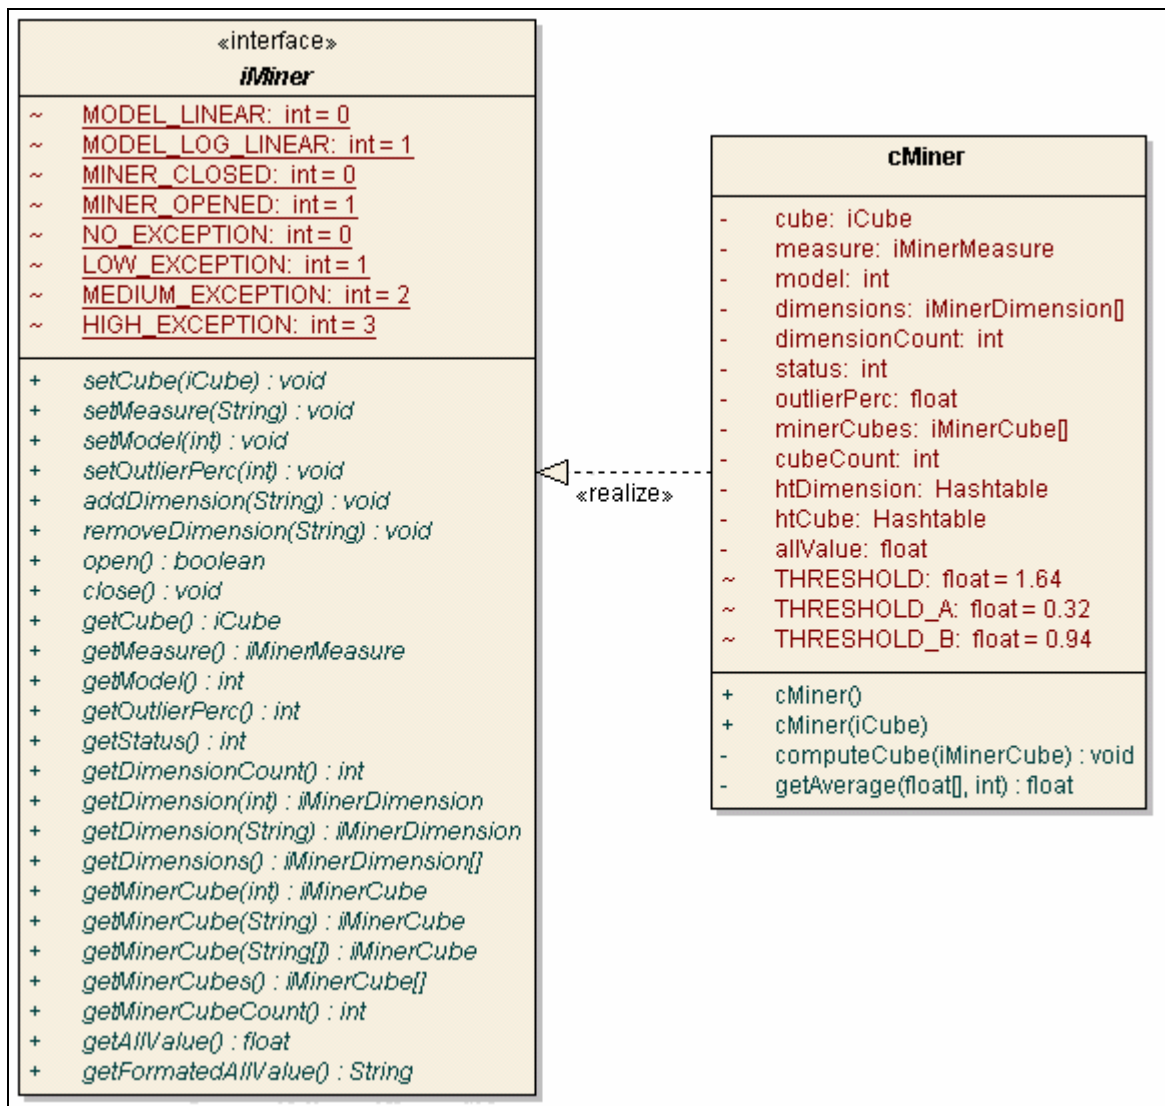 «interface»
iMiner
~ MODEL_LINEAR: int = 0
~ MODEL_LOG_LINEAR: int = 1
~ MINER_CLOSED: int = 0
~ MINER_OPENED: int = 1
~ NO_EXCEPTION: int = 0
~ LOW_EXCEPTION: int = 1
~ MEDIUM_EXCEPTION: int = 2
~ HIGH_EXCEPTION: int = 3
+ setCube(iCube) : void
+ setMeasure(String) : void
+ setModel(int) : void
+ setOutlierPerc(int) : void
+ addDimension(String) : void
+ removeDimension(String) : void
+ open() : boolean
+ close() : void
+ getCube() : iCube
+ getMeasure() : iMinerMeasure
+ getModel() : int
+ getOutlierPerc() : int
+ getStatus() : int
+ getDimensionCount() : int
+ getDimension(int) : iMinerDimension
+ getDimension(String) : iMinerDimension
+ getDimensions() : iMinerDimension[]
+ getMinerCube(int) : iMinerCube
+ getMinerCube(String) : iMinerCube
+ getMinerCube(String[]) : iMinerCube
+ getMinerCubes() : iMinerCube[]
+ getMinerCubeCount() : int
+ getAllValue() : float
+ getFormatedAllValue() : String
«realize»
cMiner
- cube: iCube
- measure: iMinerMeasure
- model: int
- dimensions: iMinerDimension[]
- dimensionCount: int
- status: int
- outlierPerc: float
- minerCubes: iMinerCube[]
- cubeCount: int
- htDimension: Hashtable
- htCube: Hashtable
- allValue: float
~ THRESHOLD: float = 1.64
~ THRESHOLD_A: float = 0.32
~ THRESHOLD_B: float = 0.94
+ cMiner()
+ cMiner(iCube)
- computeCube(iMinerCube) : void
- getAverage(float[], int) : float